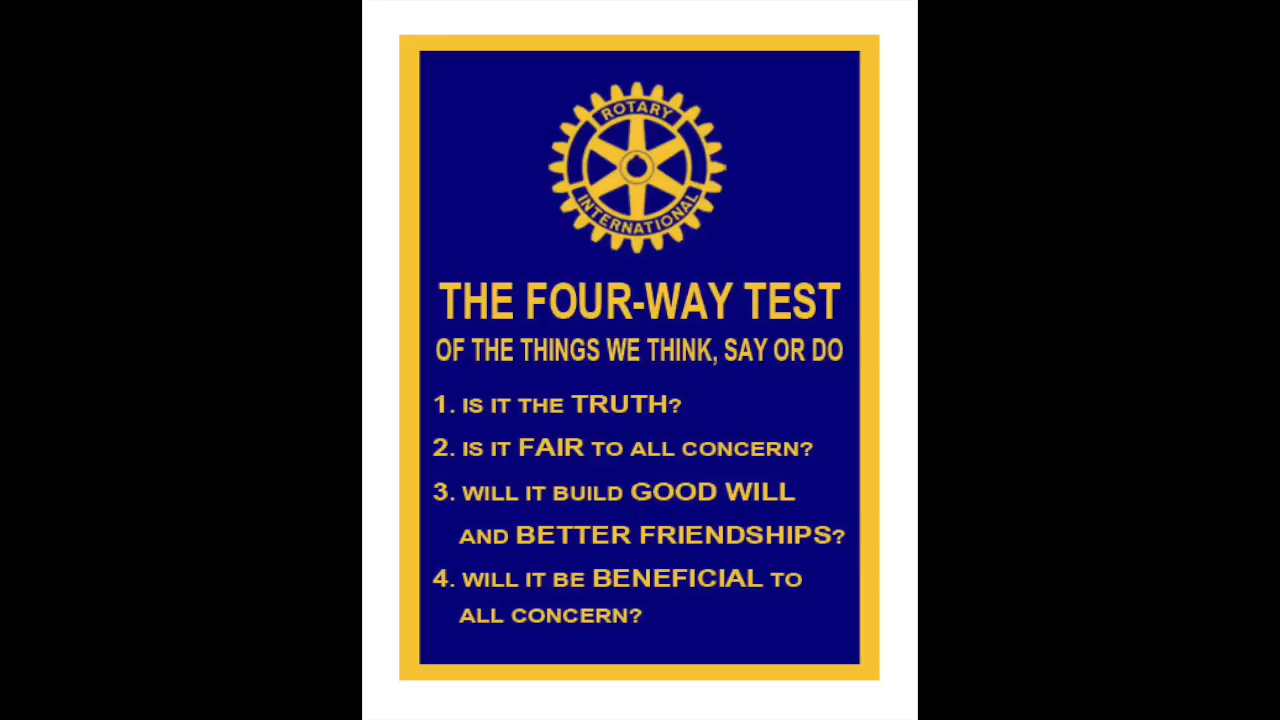 ROTARY
INTERNATIONAL
THE FOUR-WAY TEST
OF THE THINGS WE THINK, SAY OR DO
1. IS IT THE TRUTH?
2. IS IT FAIR TO ALL CONCERN?
3. WILL IT BUILD GOOD WILL
AND BETTER FRIENDSHIPS?
4. WILL IT BE BENEFICIAL TO
ALL CONCERN?